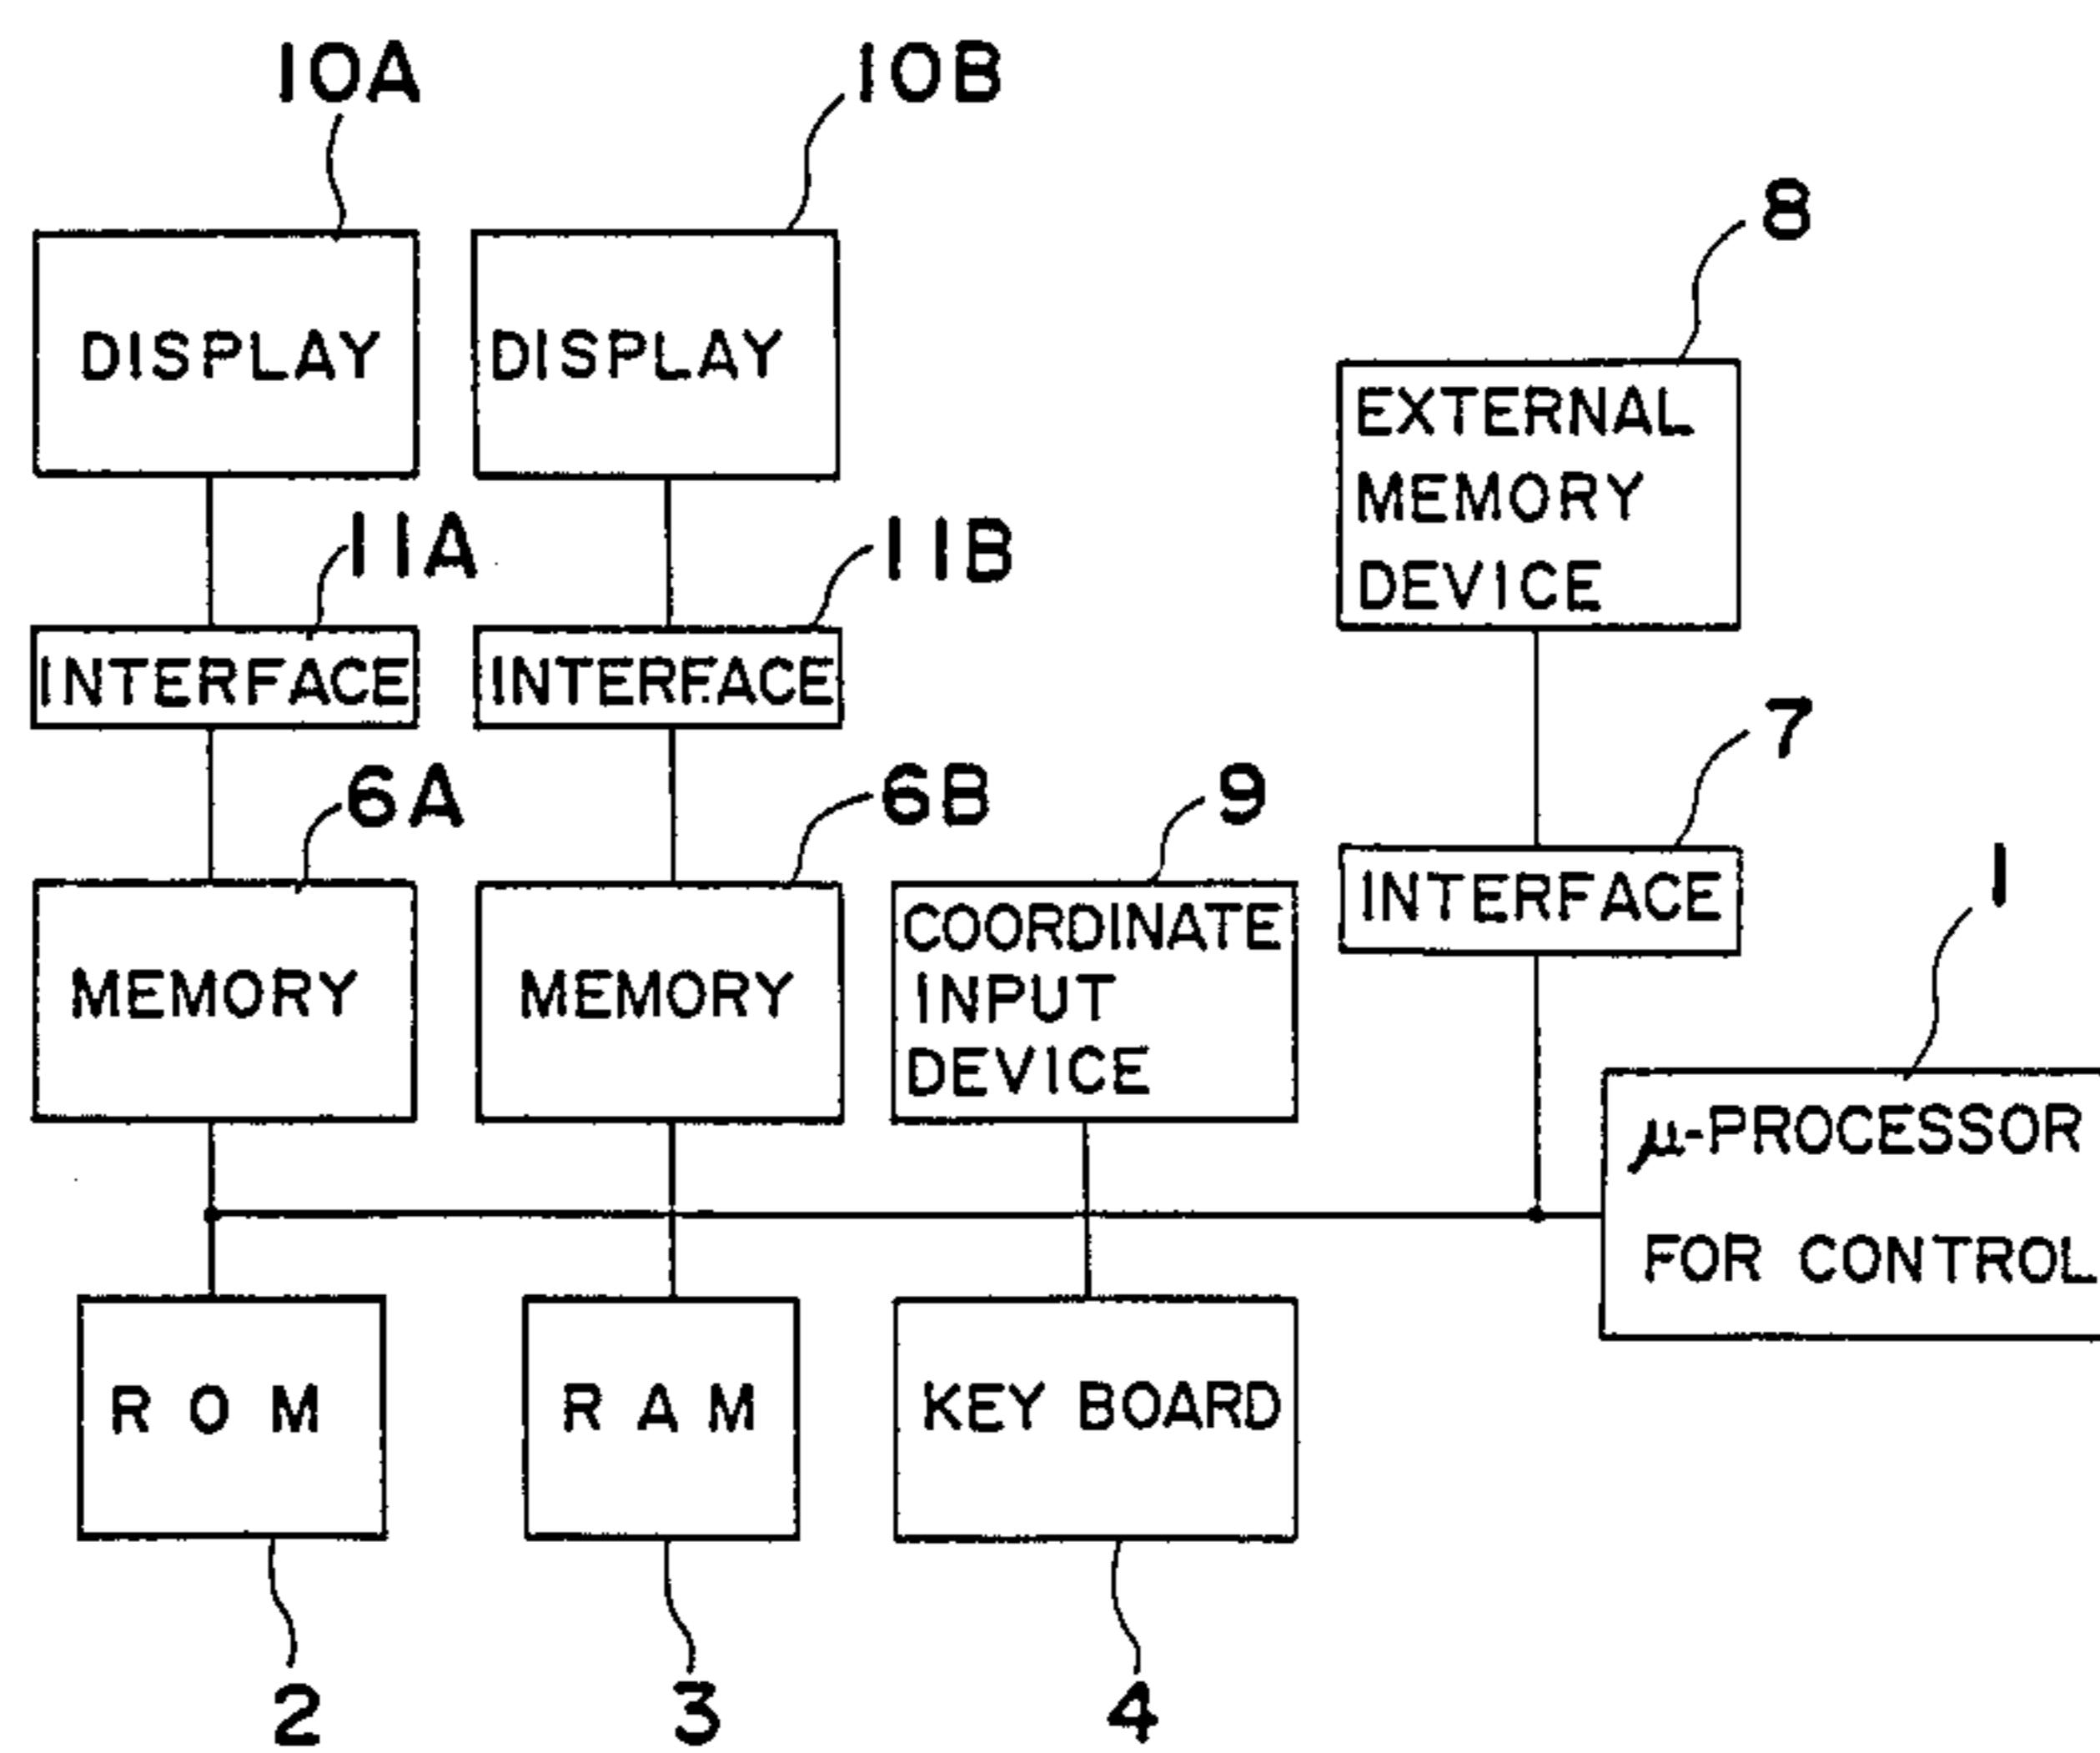 10A
10B
8
DISPLAY
DISPLAY
EXTERNAL
MEMORY
DEVICE
11A
11B
INTERFACE
INTERFACE
7
6A
6B
9
INTERFACE
1
MEMORY
MEMORY
COORDINATE
INPUT
DEVICE
μ-PROCESSOR
FOR CONTROL
R O M
R A M
KEY BOARD
2
3
4